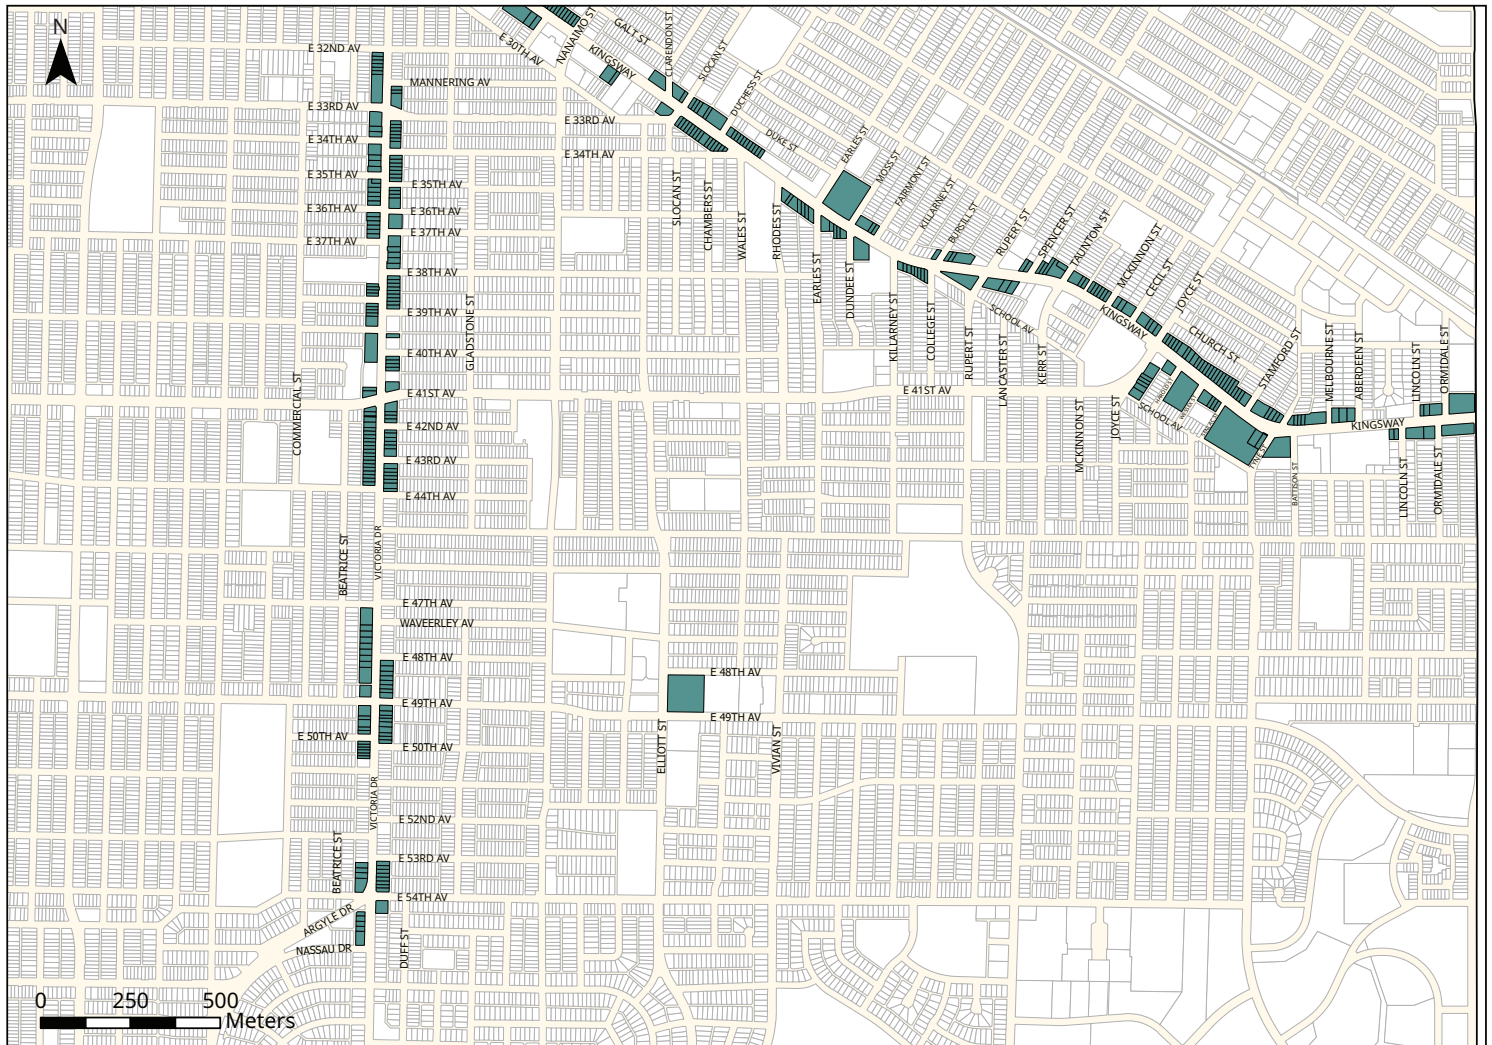 N
E 32ND AV
E 30TH AV
NANAIMO ST
GALT ST
KINGSWAY
CLARENDON ST
SLOCAN ST
DUCHESS ST
MANNERING AV
E 33RD AV
E 33RD AV
DUKE ST
EARLES ST
E 34TH AV
E 34TH AV
MOSS ST
FAIRMONT ST
KILLARNEY ST
BURSILL ST
RUPERT ST
SPENCER ST
TAUNTON ST
MCKINNON ST
CECIL ST
JOYCE ST
E 35TH AV
E 35TH AV
SLOCAN ST
CHAMBERS ST
WALES ST
RHODES ST
E 36TH AV
E 36TH AV
E 37TH AV
E 37TH AV
EARLES ST
DUNDEE ST
E 38TH AV
KILLARNEY ST
COLLEGE ST
RUPERT ST
SCHOOL AV
LANCASTER ST
KERR ST
KINGSWAY
CHURCH ST
STAMFORD ST
MELBOURNE ST
ABERDEEN ST
LINCOLN ST
ORMIDALE ST
E 39TH AV
GLADSTONE ST
E 40TH AV
E 41ST AV
E 41ST AV
COMMERCIAL ST
MCKINNON ST
JOYCE ST
SCHOOL AV
TYNE ST
KINGSWAY
E 42ND AV
E 43RD AV
BATTISON ST
LINCOLN ST
ORMIDALE ST
E 44TH AV
BEATRICE ST
VICTORIA DR
E 47TH AV
WAVEERLEY AV
E 48TH AV
E 48TH AV
E 49TH AV
E 49TH AV
E 50TH AV
E 50TH AV
ELLIOTT ST
VIVIAN ST
VICTORIA DR
E 52ND AV
BEATRICE ST
E 53RD AV
E 54TH AV
ARGYLE DR
NASSAU DR
DUFF ST
0 250 500
Meters